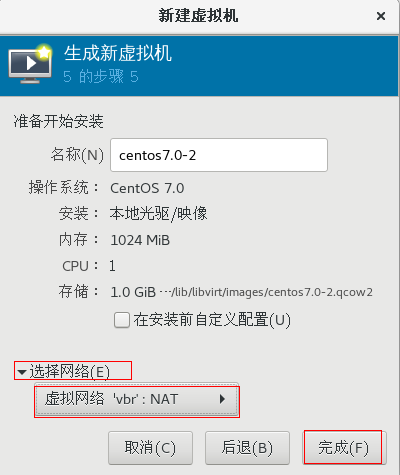 新建虚拟机
×
生成新虚拟机
5 的步骤 5
准备开始安装
名称(N) centos7.0-2
操作系统： CentOS 7.0
安装： 本地光驱/映像
内存： 1024 MiB
CPU： 1
存储： 1.0 GiB ···/lib/libvirt/images/centos7.0-2.qcow2
在安装前自定义配置(U)
选择网络(E)
虚拟网络 'vbr' : NAT
取消(C) 后退(B) 完成(F)